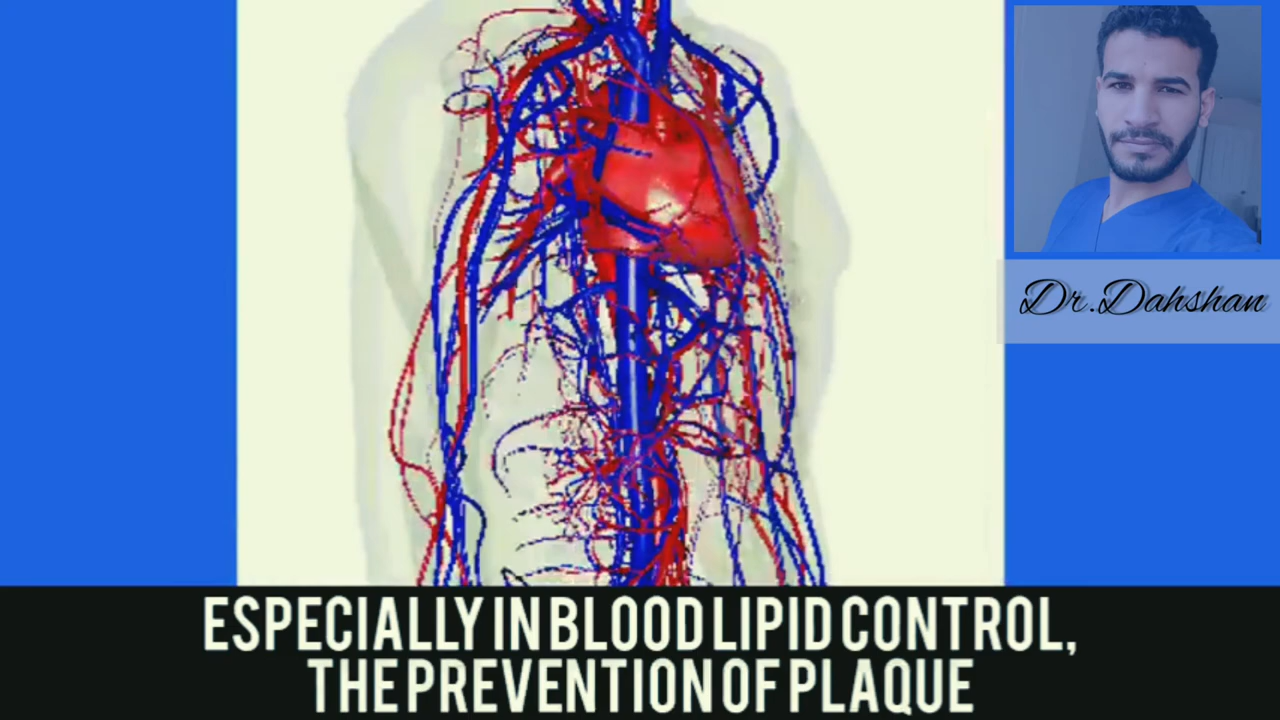 Dr.Dahshan
ESPECIALLY IN BLOOD LIPID CONTROL,
THE PREVENTION OF PLAQUE